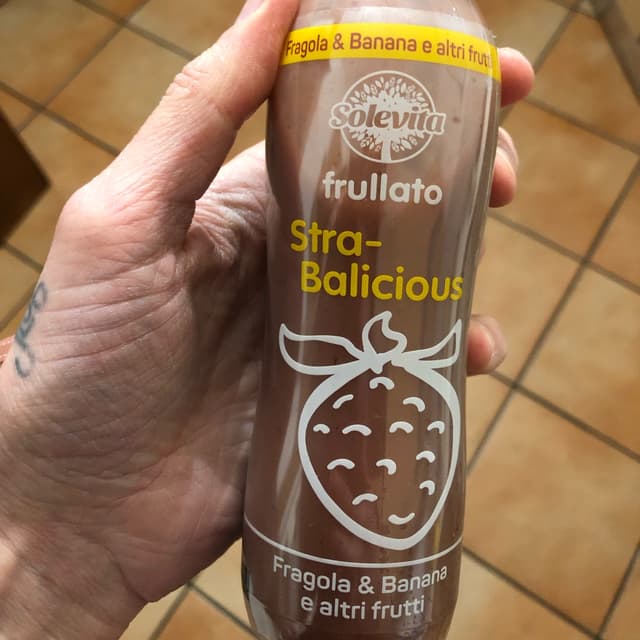 Fragola & Banana e altri frutti
Solevita
frullato
Stra-
Balicious
Fragola & Banana
e altri frutti